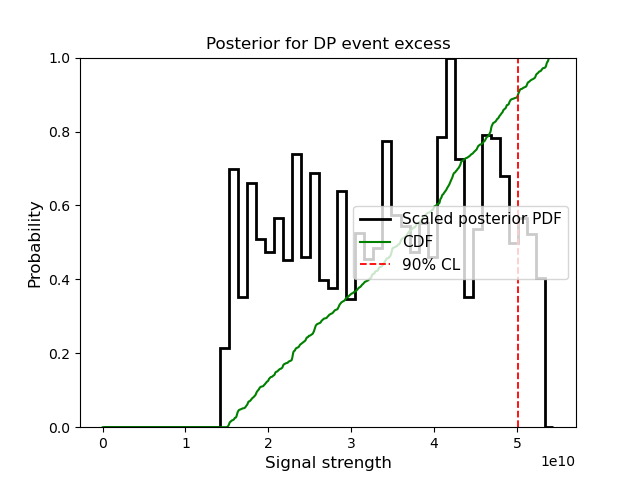 Posterior for DP event excess
Probability
1.0
0.8
0.6
0.4
0.2
0.0
Scaled posterior PDF
CDF
90% CL
0 1 2 3 4 5
1e10
Signal strength